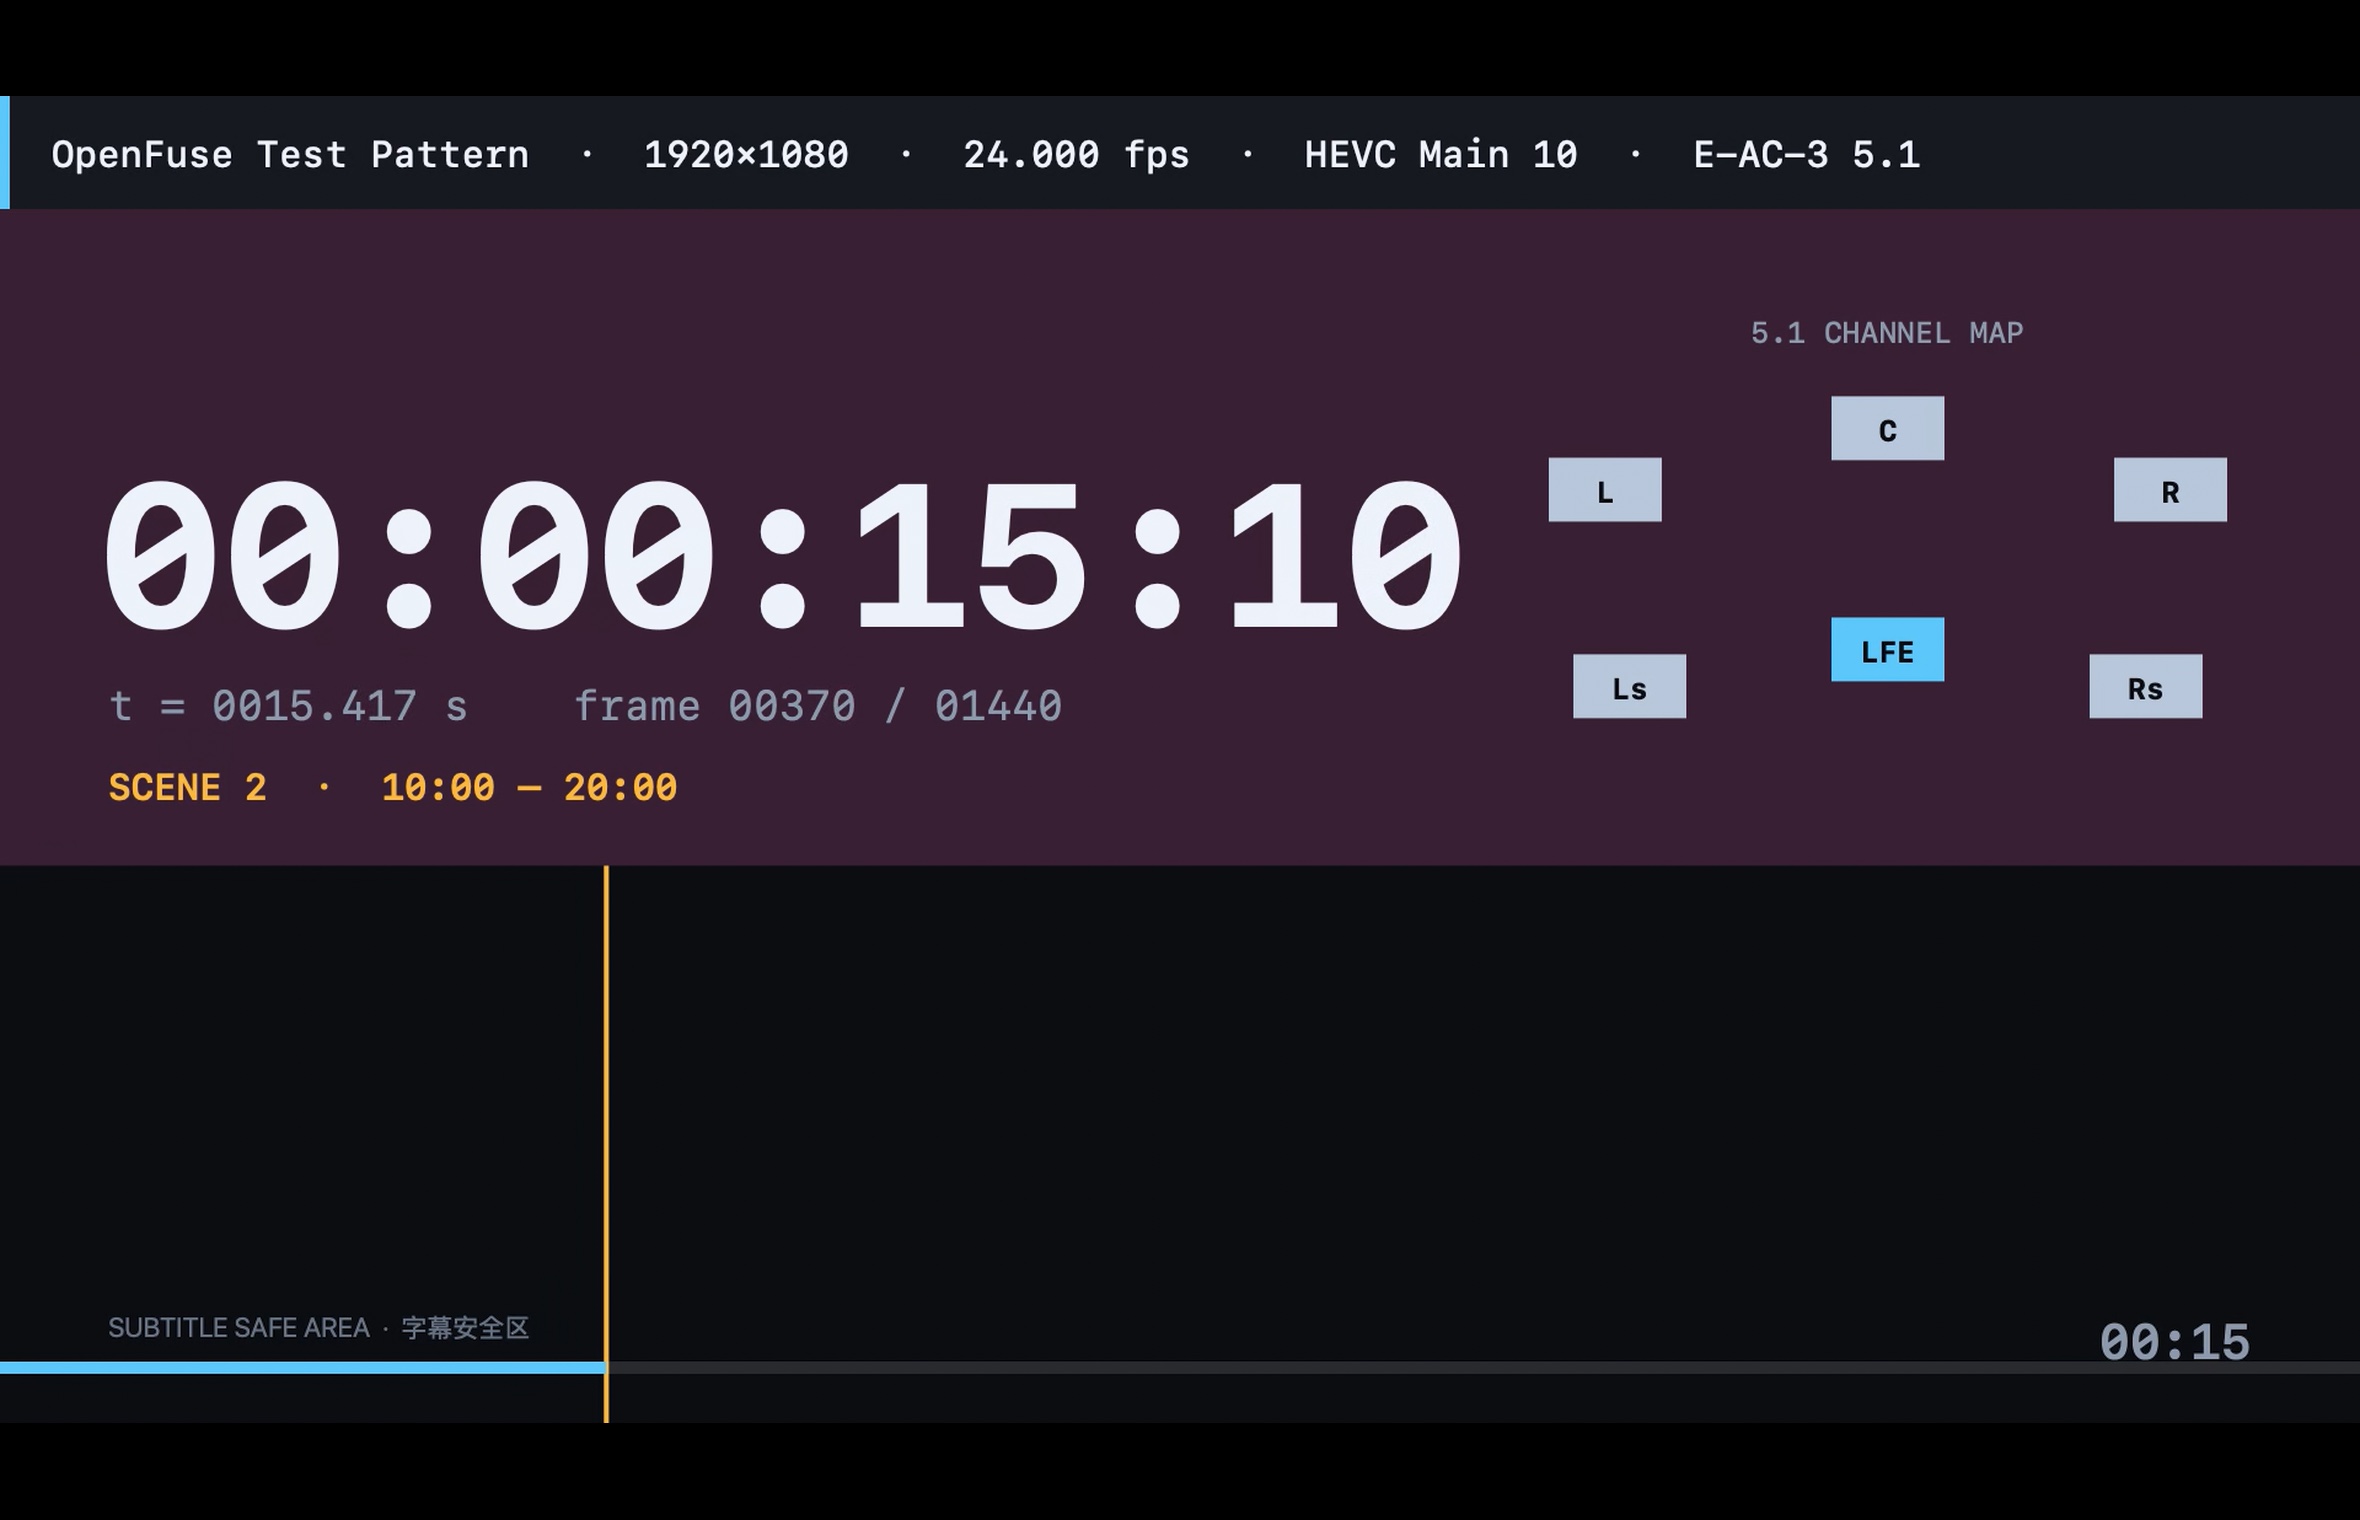 OpenFuse Test Pattern · 1920×1080 · 24.000 fps · HEVC Main 10 · E–AC–3 5.1
5.1 CHANNEL MAP
C
L
R
00:00:15:10
LFE
Ls
Rs
t = 0015.417 s frame 00370 / 01440
SCENE 2 · 10:00 — 20:00
SUBTITLE SAFE AREA · 字幕安全区
00:15